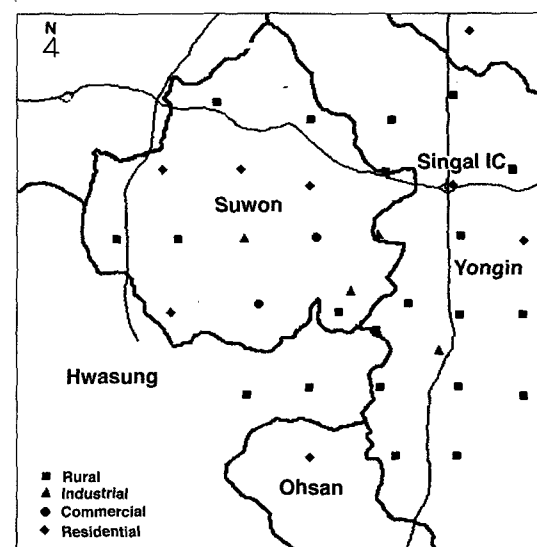 N
4
Singal IC
Suwon
Yongin
Hwasung
Ohsan
Rural
Industrial
Commercial
Residential